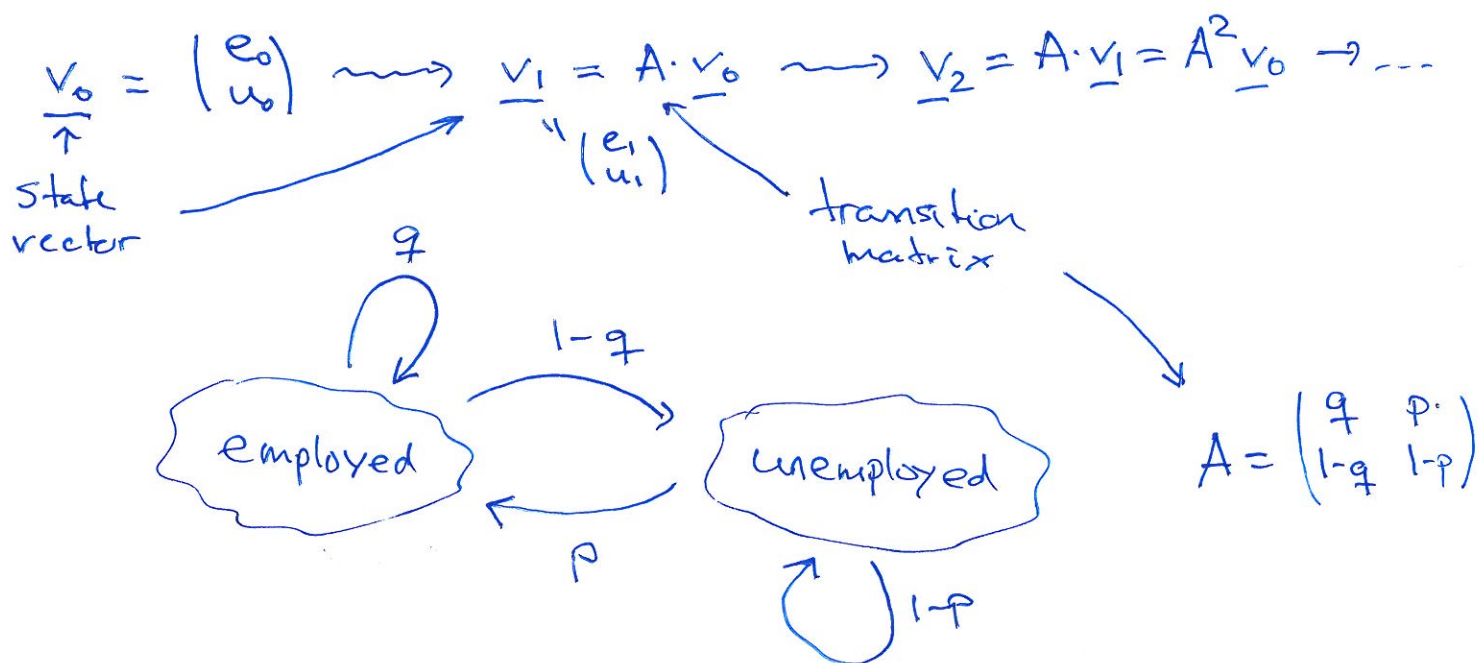 v₀ = (e₀ u₀) ⟿ v₁ = A · v₀ ⟿ v₂ = A · v₁ = A² v₀ → ...
" (e₁ u₁)
↑
state vector
transition matrix
q
1-q
employed
unemployed
A = (q p 1-q 1-p)
p
1-p